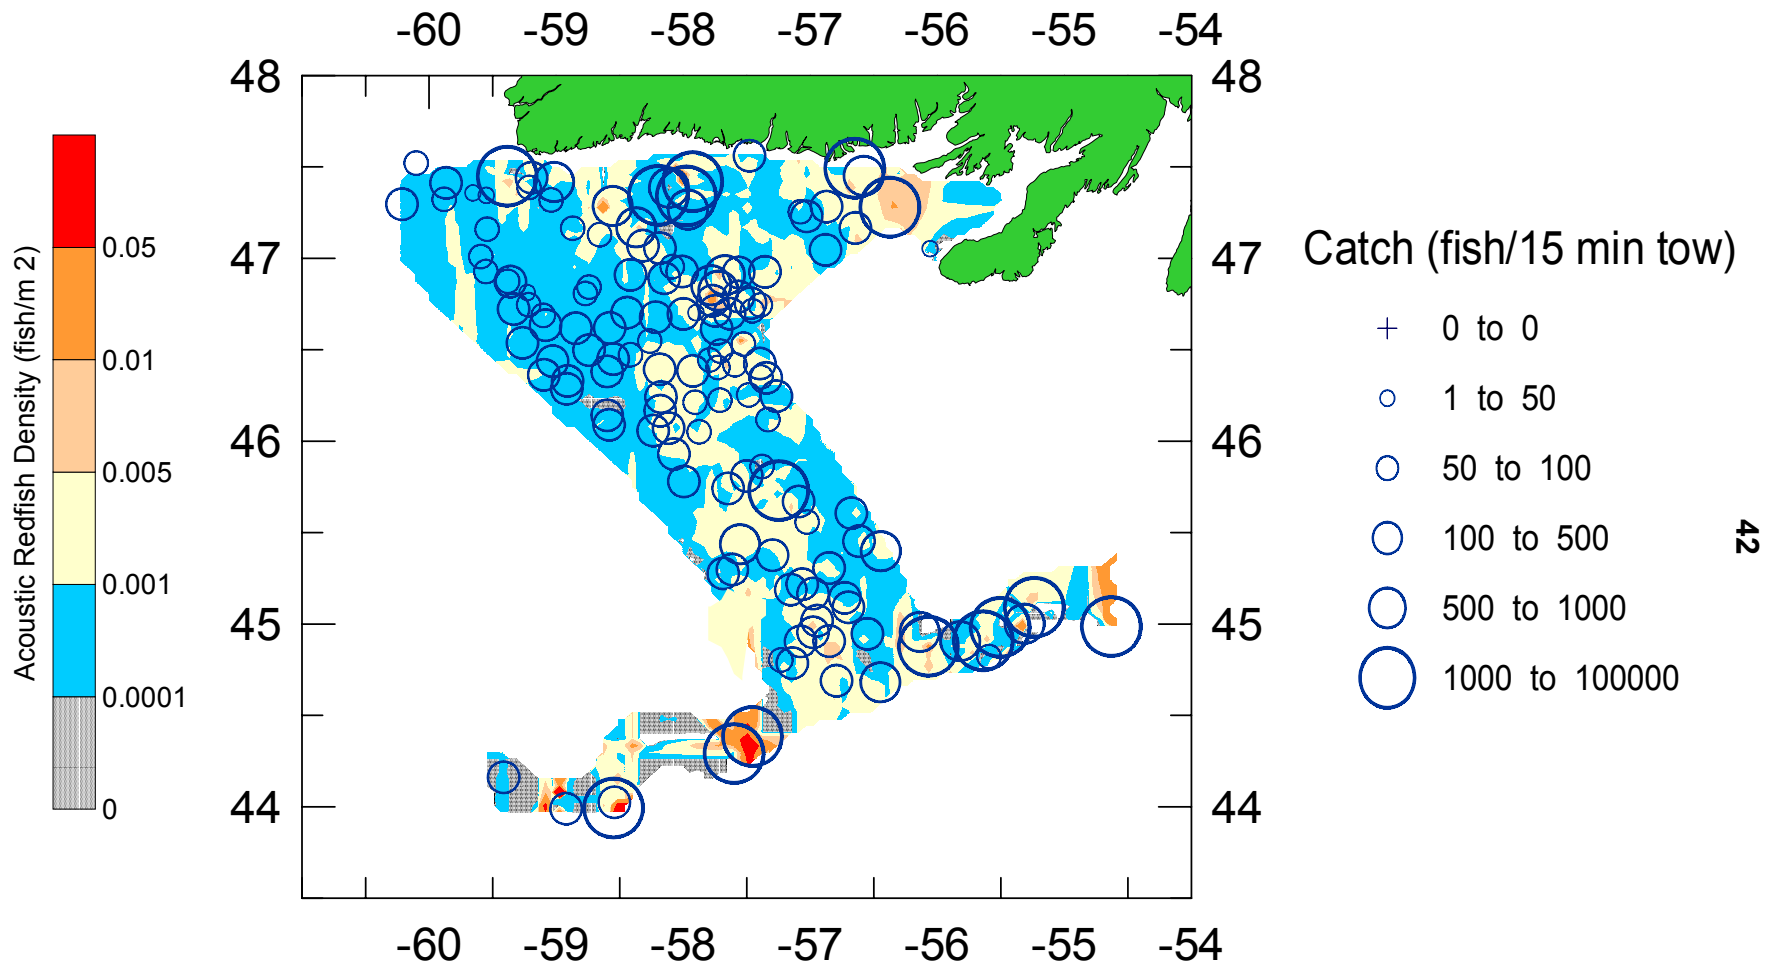 -60 -59 -58 -57 -56 -55 -54
48 48
47 47
46 46
45 45
44 44
-60 -59 -58 -57 -56 -55 -54
Acoustic Redfish Density (fish/m 2)
0.05
0.01
0.005
0.001
0.0001
0
Catch (fish/15 min tow)
0 to 0
1 to 50
50 to 100
100 to 500
500 to 1000
1000 to 100000
42